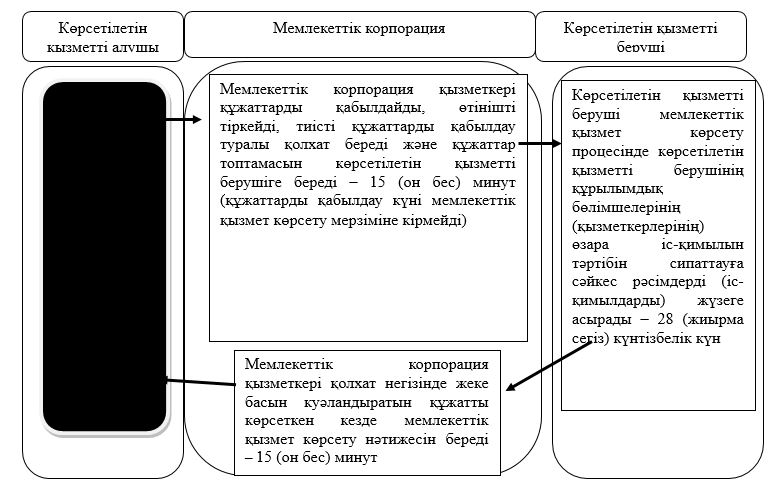 Көрсетілетін
қызметті алушы
Мемлекеттік корпорация
Көрсетілетін қызметті
беруші
Мемлекеттік корпорация қызметкері
құжаттарды қабылдайды, өтінішті
тіркейді, тиісті құжаттарды қабылдау
туралы қолхат береді және құжаттар
топтамасын көрсетілетін қызметті
берушіге береді – 15 (он бес) минут
(құжаттарды қабылдау күні мемлекеттік
қызмет көрсету мерзіміне кірмейді)
Көрсетілетін қызметті
беруші мемлекеттік
қызмет көрсету
процесінде көрсетілетін
қызметті берушінің
құрылымдық
бөлімшелерінің
(қызметкерлерінің)
өзара іс-қимылын
тәртібін сипаттауға
сәйкес рәсімдерді (іс-
қимылдарды) жүзеге
асырады – 28 (жиырма
сегіз) күнтізбелік күн
Мемлекеттік корпорация
қызметкері қолхат негізінде жеке
басын куәландыратын құжатты
көрсеткен кезде мемлекеттік
қызмет көрсету нәтижесін береді
– 15 (он бес) минут